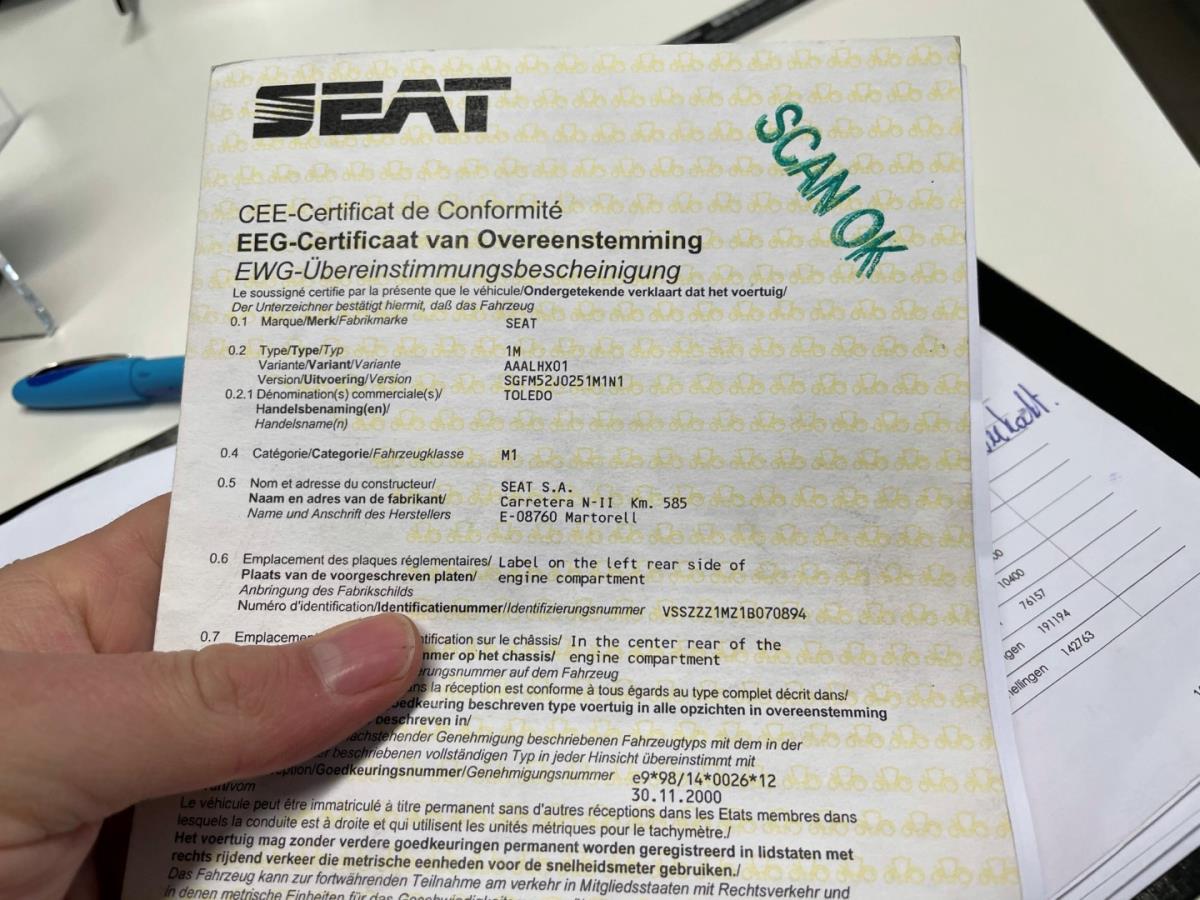 SEAT
SCAN OK
CEE-Certificat de Conformité
EEG-Certificaat van Overeenstemming
EWG-Übereinstimmungsbescheinigung
Le soussigné certifie par la présente que le véhicule/Ondergetekende verklaart dat het voertuig/
Der Unterzeichner bestätigt hiermit, daß das Fahrzeug
0.1 Marque/Merk/Fabrikmarke SEAT
0.2 Type/Type/Typ 1M
Variante/Variant/Variante AAALHX01
Version/Uitvoering/Version SGFM52J0251M1N1
0.2.1 Dénomination(s) commerciale(s)/ TOLEDO
Handelsbenaming(en)/
Handelsname(n)
0.4 Catégorie/Categorie/Fahrzeugklasse M1
0.5 Nom et adresse du constructeur/ SEAT S.A.
Naam en adres van de fabrikant/ Carretera N-II Km. 585
Name und Anschrift des Herstellers E-08760 Martorell
0.6 Emplacement des plaques réglementaires/ Label on the left rear side of
Plaats van de voorgeschreven platen/ engine compartment
Anbringung des Fabrikschilds
Numéro d'identification/Identificatienummer/Identifizierungsnummer VSSZZZ1MZ1B070894
0.7 sur le châssis/ In the center rear of the
op het chassis/ engine compartment
auf dem Fahrzeug
la réception est conforme à tous égards au type complet décrit dans/
beschreven type voertuig in alle opzichten in overeenstemming
beschreven in/
Genehmigung beschriebenen Fahrzeugtyps mit dem in der
beschriebenen vollständigen Typ in jeder Hinsicht übereinstimmt mit
/Goedkeuringsnummer/Genehmigungsnummer e9*98/14*0026*12
/vom 30.11.2000
Le véhicule peut être immatriculé à titre permanent sans d'autres réceptions dans les Etats membres dans
lesquels la conduite est à droite et qui utilisent les unités métriques pour le tachymètre./
Het voertuig mag zonder verdere goedkeuringen permanent worden geregistreerd in lidstaten met
rechts rijdend verkeer die metrische eenheden voor de snelheidsmeter gebruiken./
Das Fahrzeug kann zur fortwährenden Teilnahme am verkehr in Mitgliedsstaaten mit Rechtsverkehr und
in denen metrische Einheiten für das
10400
76157
191194
142763